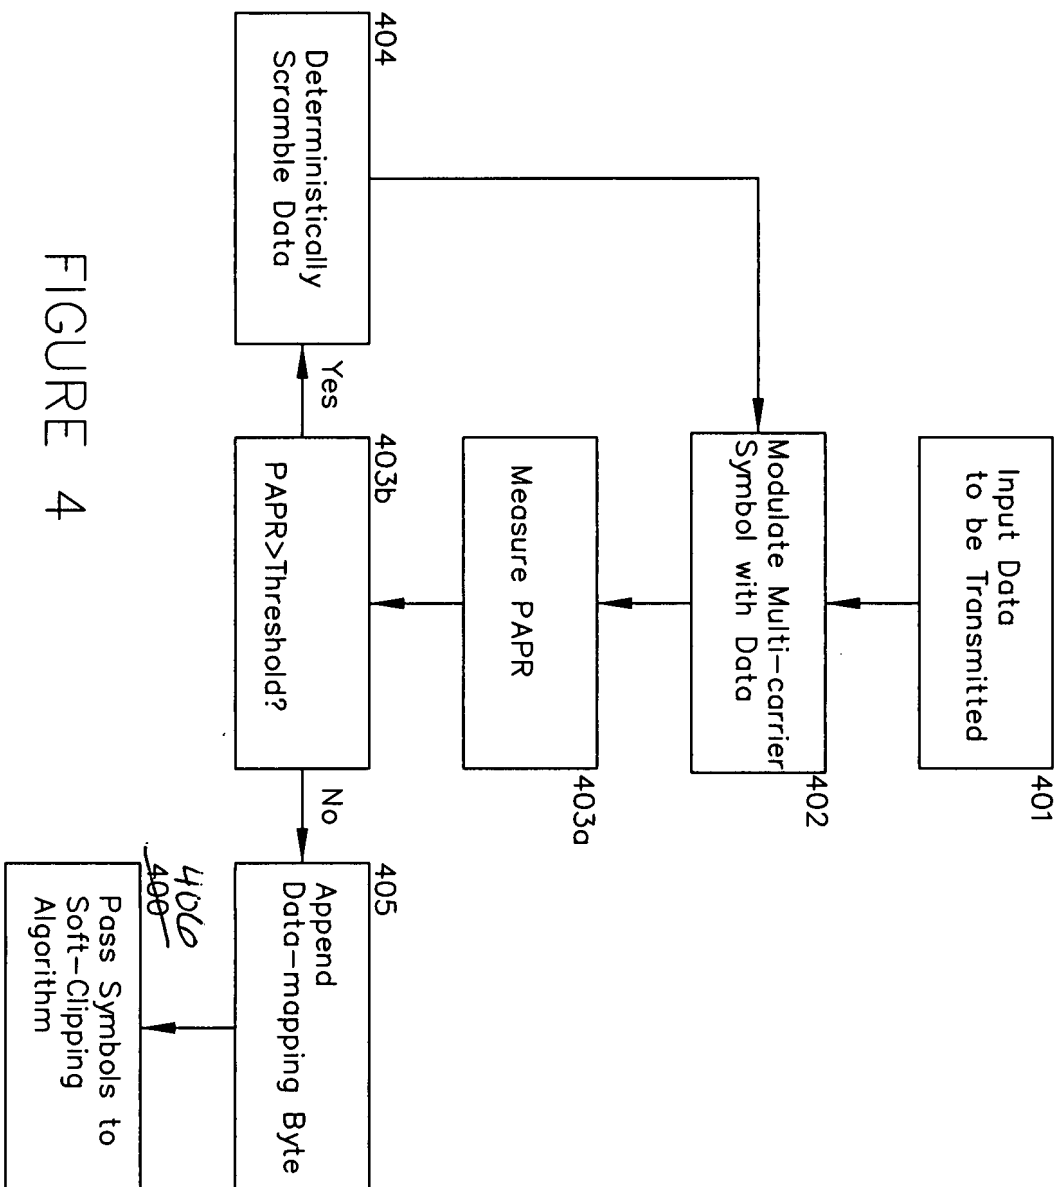 401
Input Data
to be Transmitted
402
Modulate Multi-carrier
Symbol with Data
403a
Measure PAPR
403b
PAPR>Threshold?
Yes
No
404
Deterministically
Scramble Data
405
Append
Data-mapping Byte
406
400
Pass Symbols to
Soft-Clipping
Algorithm
FIGURE 4